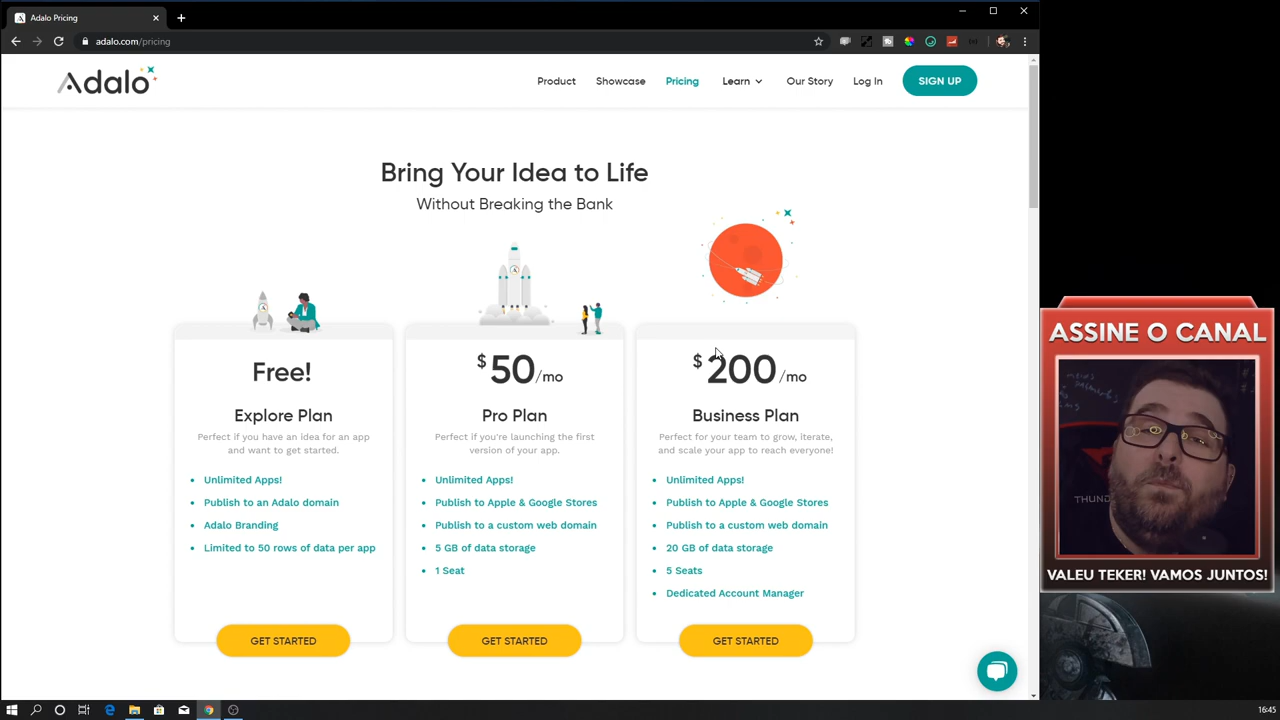 Adalo Pricing
adalo.com/pricing
Adalo
Product
Showcase
Pricing
Learn
Our Story
Log In
SIGN UP
Bring Your Idea to Life
Without Breaking the Bank
Free!
Explore Plan
Perfect if you have an idea for an app
and want to get started.
Unlimited Apps!
Publish to an Adalo domain
Adalo Branding
Limited to 50 rows of data per app
GET STARTED
$50/mo
Pro Plan
Perfect if you're launching the first
version of your app.
Unlimited Apps!
Publish to Apple & Google Stores
Publish to a custom web domain
5 GB of data storage
1 Seat
GET STARTED
$200/mo
Business Plan
Perfect for your team to grow, iterate,
and scale your app to reach everyone!
Unlimited Apps!
Publish to Apple & Google Stores
Publish to a custom web domain
20 GB of data storage
5 Seats
Dedicated Account Manager
GET STARTED
ASSINE O CANAL
THUND
VALEU TEKER! VAMOS JUNTOS!
16:45